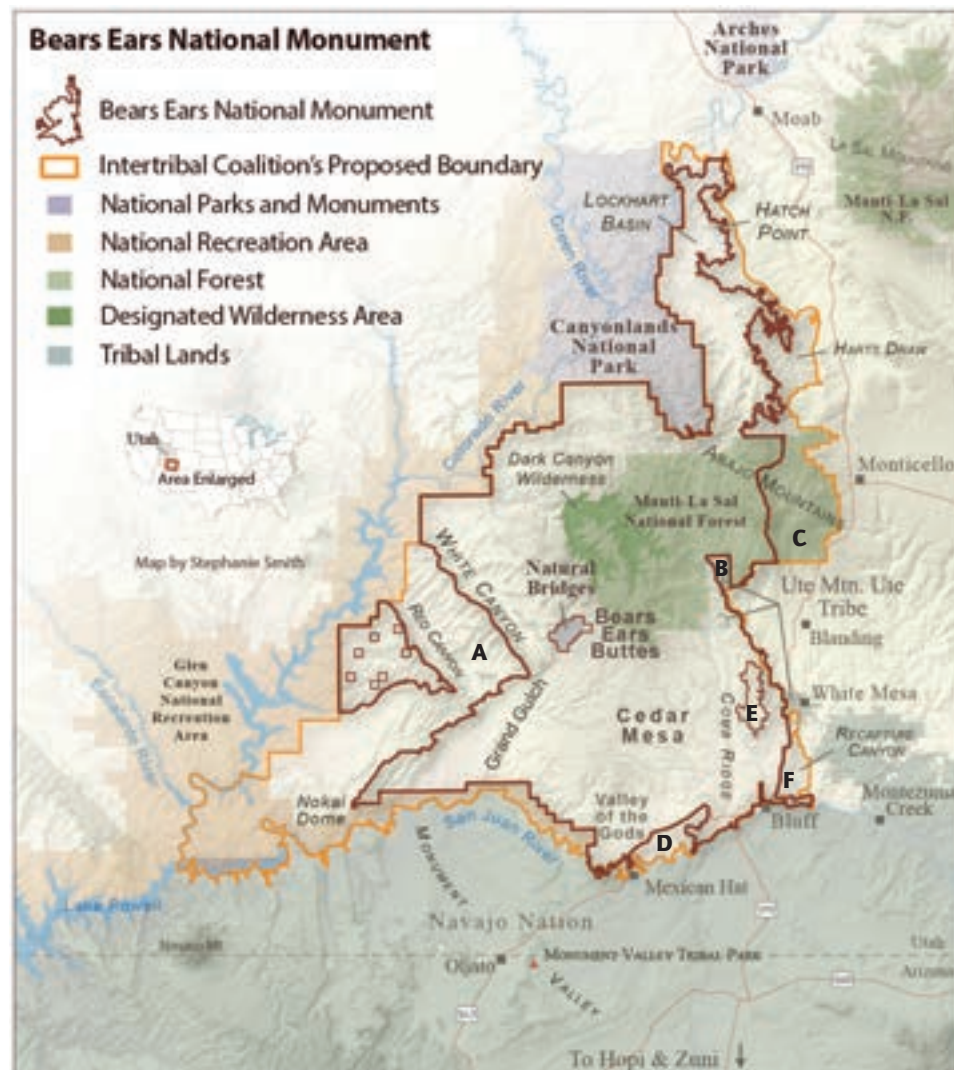 Bears Ears National Monument
Bears Ears National Monument
Intertribal Coalition's Proposed Boundary
National Parks and Monuments
National Recreation Area
National Forest
Designated Wilderness Area
Tribal Lands
Utah
Area Enlarged
Map by Stephanie Smith
Arches
National
Park
Moab
La Sal
Manti-La Sal
N.F.
Lockhart
Basin
Hatch
Point
Green River
Canyonlands
National
Park
Harts Draw
Colorado River
Dark Canyon
Wilderness
Abajo Mountains
Monticello
Manti-La Sal
National Forest
C
White Canyon
Natural
Bridges
B
Ute Mtn. Ute
Tribe
Blanding
Bears
Ears
Buttes
Red Canyon
A
Glen
Canyon
National
Recreation
Area
Grand Gulch
Cedar
Mesa
Comb Ridge
E
White Mesa
Recapture
Canyon
F
Montezuma
Creek
Nokai
Dome
Valley
of the
Gods
Bluff
San Juan River
D
Mexican Hat
Lake Powell
Monument
Valley
Navajo Nation
Oljato
Monument Valley Tribal Park
Utah
Arizona
To Hopi & Zuni